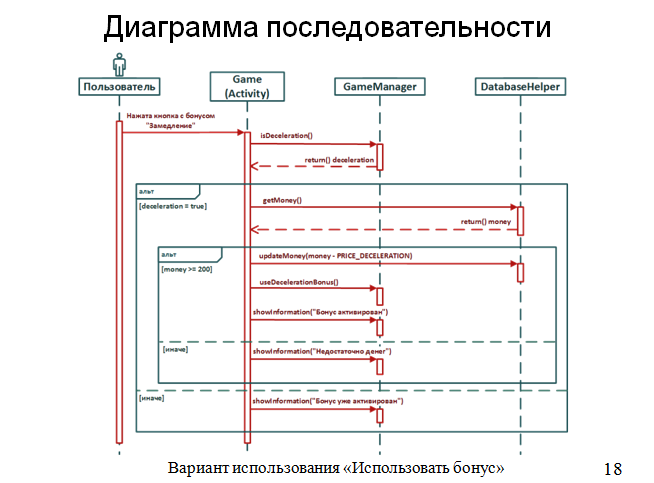 Диаграмма последовательности
Пользователь
Game
(Activity)
GameManager
DatabaseHelper
Нажата кнопка с бонусом
"Замедление"
isDeceleration()
return() deceleration
альт
[deceleration = true]
getMoney()
return() money
альт
[money >= 200]
updateMoney(money - PRICE_DECELERATION)
useDecelerationBonus()
showInformation("Бонус активирован")
[иначе]
showInformation("Недостаточно денег")
[иначе]
showInformation("Бонус уже активирован")
Вариант использования «Использовать бонус»
18